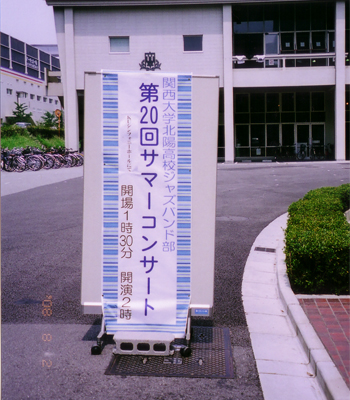 関西大学北陽高校ジャズバンド部
第20回サマーコンサート
開場1時30分 開演2時
'08 8 2